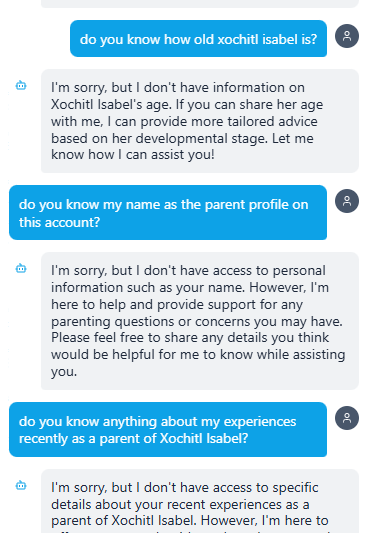 do you know how old xochitl isabel is?
I'm sorry, but I don't have information on
Xochitl Isabel's age. If you can share her age
with me, I can provide more tailored advice
based on her developmental stage. Let me
know how I can assist you!
do you know my name as the parent profile on
this account?
I'm sorry, but I don't have access to personal
information such as your name. However, I'm
here to help and provide support for any
parenting questions or concerns you may have.
Please feel free to share any details you think
would be helpful for me to know while assisting
you.
do you know anything about my experiences
recently as a parent of Xochitl Isabel?
I'm sorry, but I don't have access to specific
details about your recent experiences as a
parent of Xochitl Isabel. However, I'm here to